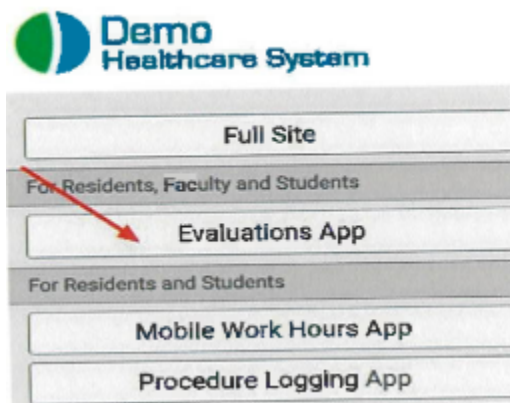 Demo
Healthcare System
Full Site
For Residents, Faculty and Students
Evaluations App
For Residents and Students
Mobile Work Hours App
Procedure Logging App